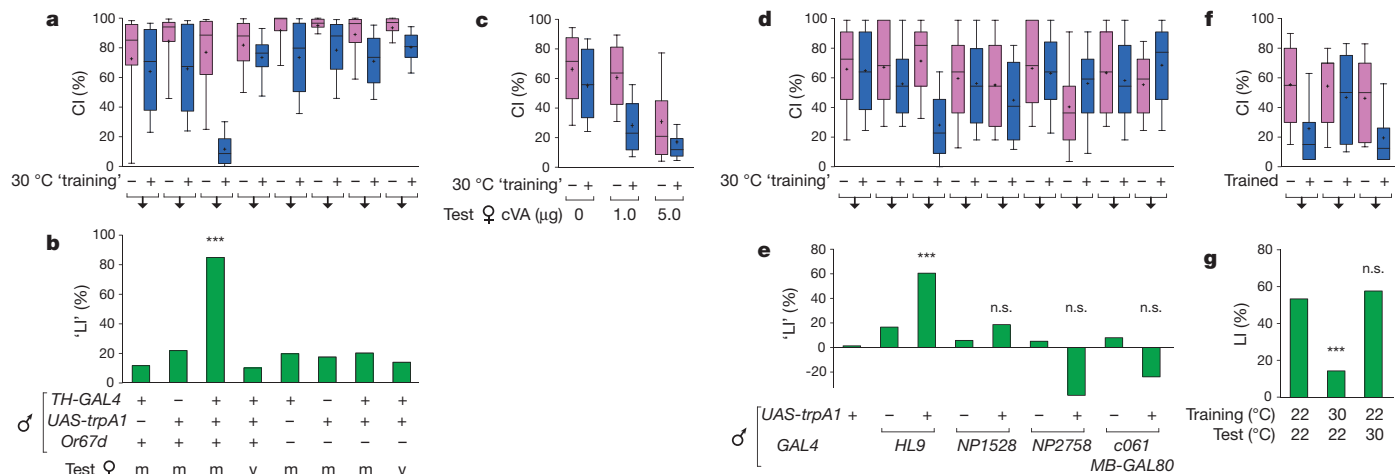 a
CI (%)
100
80
60
40
20
0
30 °C 'training'
– + – + – + – + – + – + – + – +
b
'LI' (%)
100
80
60
40
20
0
***
♂
TH-GAL4 + – + + + – + +
UAS-trpA1 – + + + – + + +
Or67d + + + + – – – –
Test ♀ m m m v m m m v
c
CI (%)
100
80
60
40
20
0
30 °C 'training' – + – + – +
Test ♀ cVA (µg) 0 1.0 5.0
d
CI (%)
100
80
60
40
20
0
30 °C 'training'
– + – + – + – + – + – + – + – + – +
e
'LI' (%)
80
60
40
20
0
-20
*** n.s. n.s. n.s.
♂
UAS-trpA1 + – + – + – + – +
GAL4 HL9 NP1528 NP2758 c061
MB-GAL80
f
CI (%)
100
80
60
40
20
0
Trained – + – + – +
g
LI (%)
80
60
40
20
0
*** n.s.
Training (°C) 22 30 22
Test (°C) 22 22 30